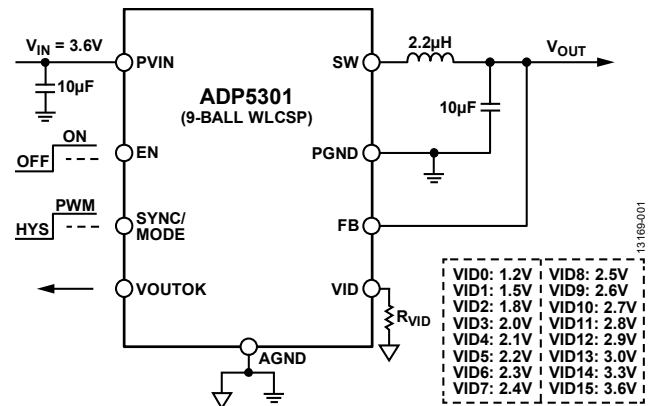 VIN = 3.6V
10µF
PVIN
ADP5301
(9-BALL WLCSP)
SW
2.2µH
VOUT
10µF
ON
OFF
EN
PGND
PWM
HYS
SYNC/
MODE
FB
VOUTOK
VID
RVID
AGND
VID0: 1.2V
VID1: 1.5V
VID2: 1.8V
VID3: 2.0V
VID4: 2.1V
VID5: 2.2V
VID6: 2.3V
VID7: 2.4V
VID8: 2.5V
VID9: 2.6V
VID10: 2.7V
VID11: 2.8V
VID12: 2.9V
VID13: 3.0V
VID14: 3.3V
VID15: 3.6V
13169-001